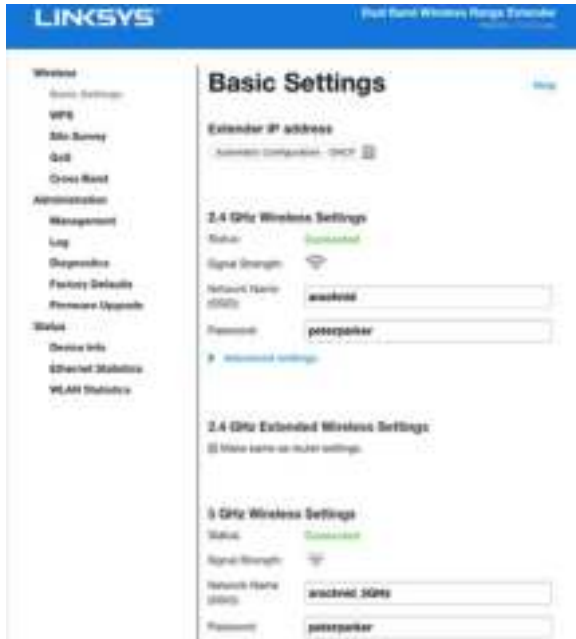 LINKSYS
Dual Band Wireless Range Extender
Wireless
Basic Settings
WPS
Site Survey
QoS
Cross Band
Administration
Management
Log
Diagnostics
Factory Defaults
Firmware Upgrade
Status
Device Info
Ethernet Statistics
WLAN Statistics
Basic Settings
Help
Extender IP address
Automatic Configuration - DHCP
2.4 GHz Wireless Settings
Status: Connected
Signal Strength:
Network Name (SSID): arachnid
Password: peterparker
Advanced settings
2.4 GHz Extended Wireless Settings
Make same as router settings.
5 GHz Wireless Settings
Status: Connected
Signal Strength:
Network Name (SSID): arachnid_5GHz
Password: peterparker